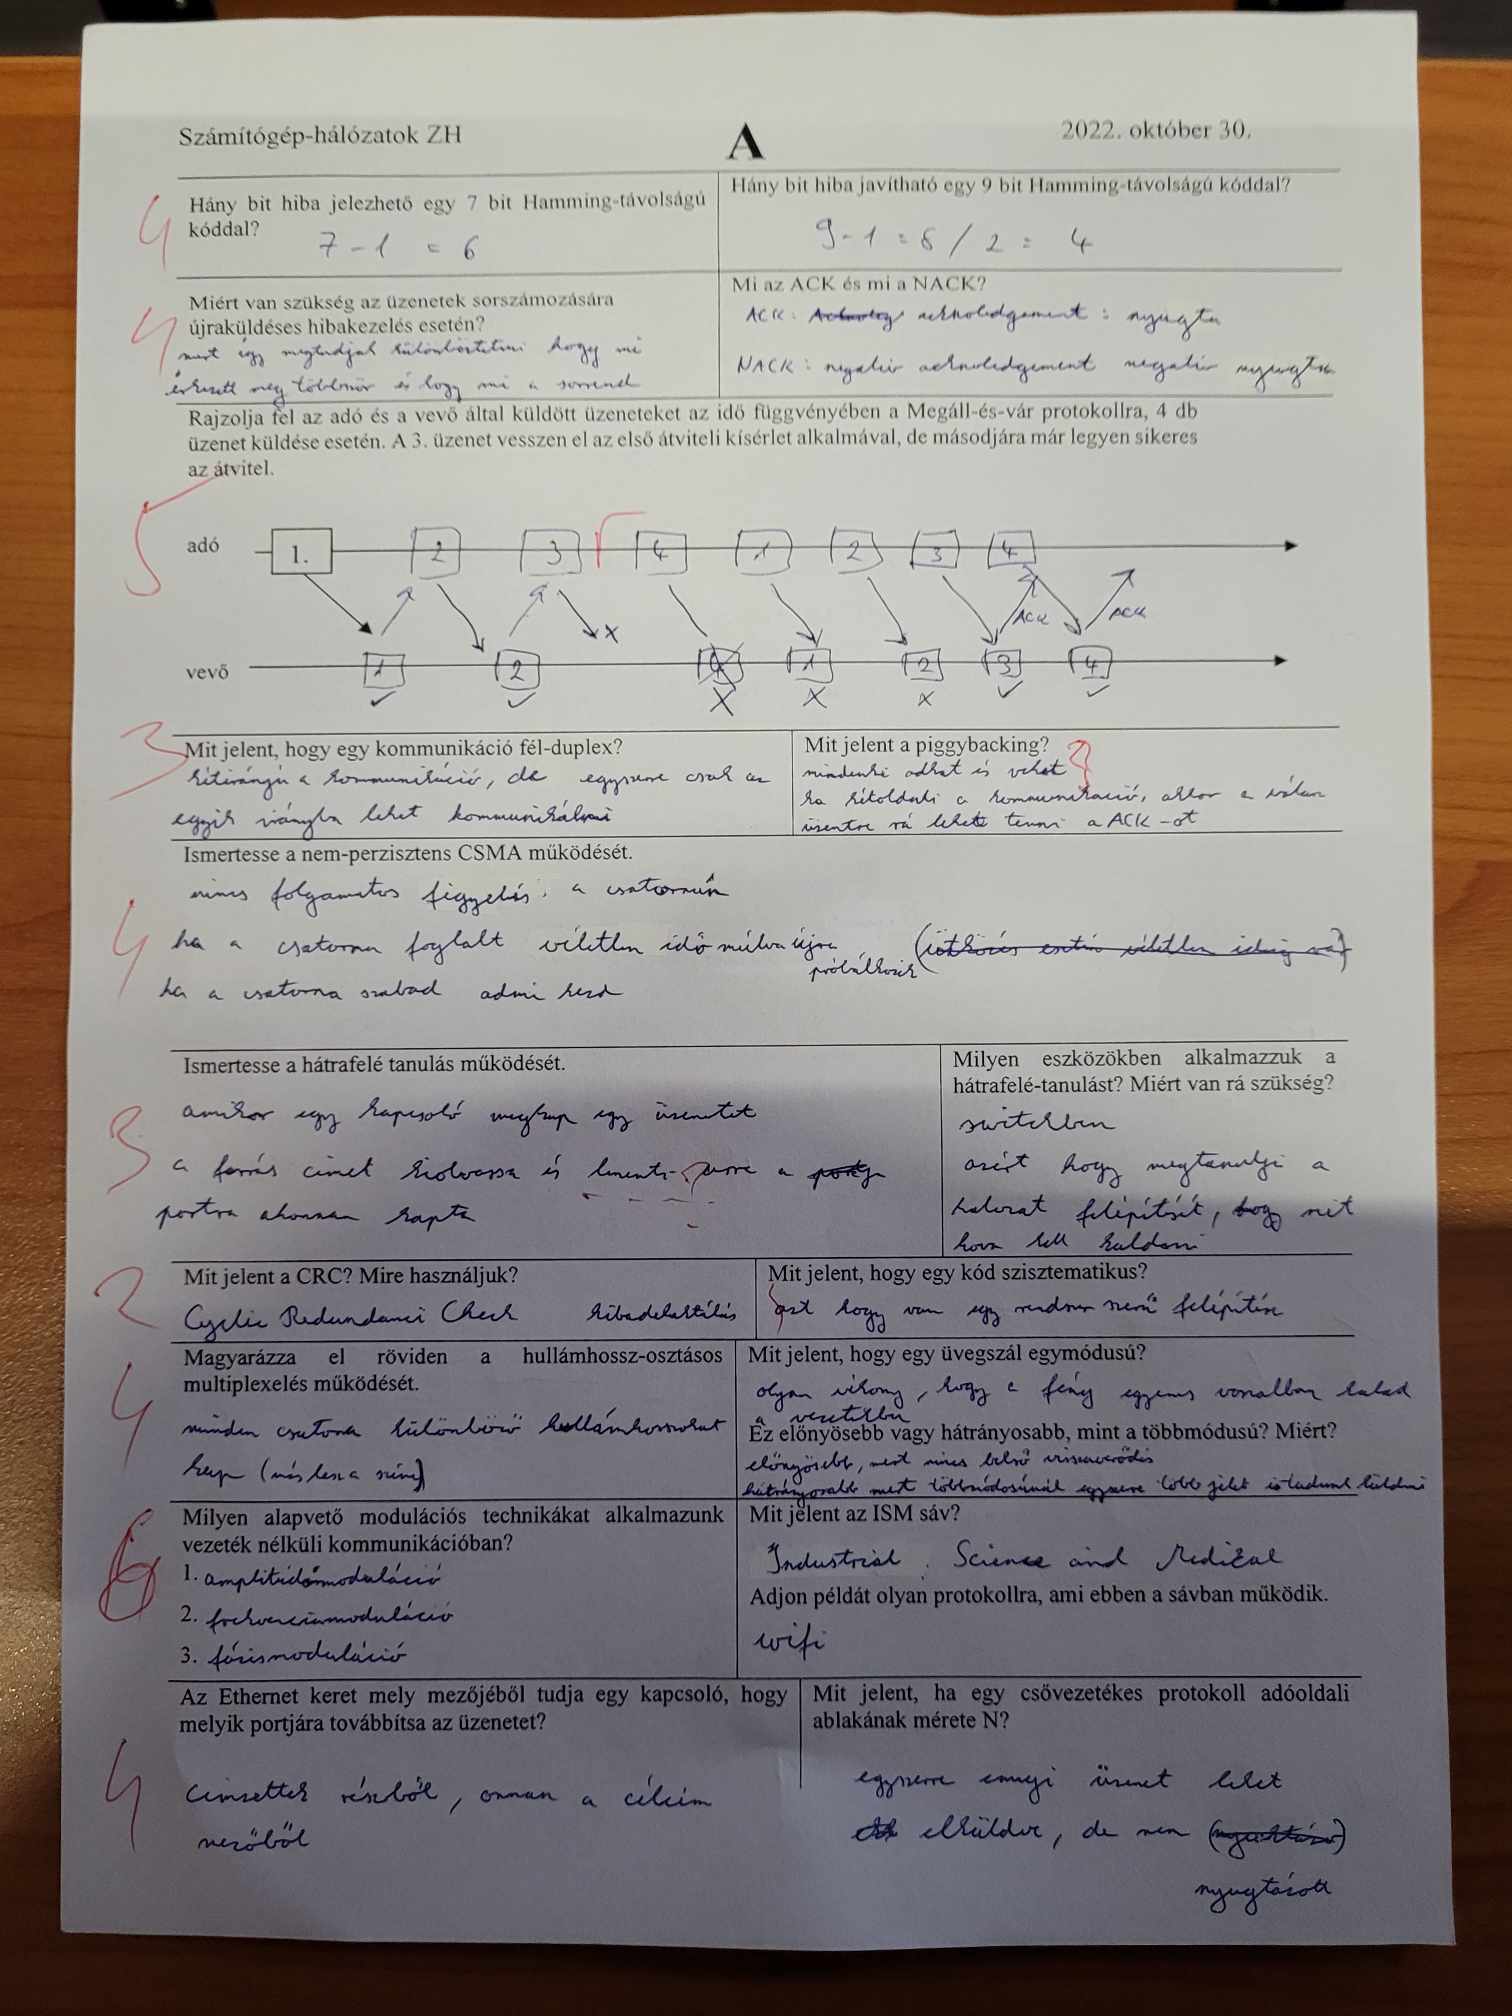 Számítógép-hálózatok ZH
A
2022. október 30.
4
Hány bit hiba jelezhető egy 7 bit Hamming-távolságú
kóddal?
7 - 1 = 6
Hány bit hiba javítható egy 9 bit Hamming-távolságú kóddal?
9-1 = 8 / 2 = 4
4
Miért van szükség az üzenetek sorszámozására
újraküldéses hibakezelés esetén?
mert így megtudjuk különböztetni hogy mi
érkezett meg többször és hogy mi a sorrend
Mi az ACK és mi a NACK?
ACK: acknoledgement : nyugta
NACK: negatív acknoledgement negatív nyugta
Rajzolja fel az adó és a vevő által küldött üzeneteket az idő függvényében a Megáll-és-vár protokollra, 4 db
üzenet küldése esetén. A 3. üzenet vesszen el az első átviteli kísérlet alkalmával, de másodjára már legyen sikeres
az átvitel.
5
adó 1. 2 3 4 1 2 3 4
X ACK ACK
vevő 1 2 1 2 3 4
X X X
3
Mit jelent, hogy egy kommunikáció fél-duplex?
kétirányú a kommunikáció, de egyszerre csak az
egyik irányba lehet kommunikálni
Mit jelent a piggybacking?
mindenki adhat és vehet
ha kétoldali a kommunikació, akkor a válasz
üzentre rá lehet tenni a ACK-ot
Ismertesse a nem-perzisztens CSMA működését.
nincs folgamatos figyelés a csatornán
4
ha a csatorna foglalt véletlen idő múlva újra
próbálkozik (ütközés esetén véletlen ideig vár)
ha a csatorna szabad adni kezd
Ismertesse a hátrafelé tanulás működését.
3
amikor egy kapcsoló megkap egy üzenetet
a forrás címet kiolvassa és lmenti a
portra ahonnan kapta
Milyen eszközökben alkalmazzuk a
hátrafelé-tanulást? Miért van rá szükség?
switchben
azért hogy megtanulja a
halozat felépítését, hogy mit
hova kell kuldeni
2
Mit jelent a CRC? Mire használjuk?
Cyclic Redundanci Check hibadetektálás
Mit jelent, hogy egy kód szisztematikus?
azt hogy van egy rendszer szerű felépítése
4
Magyarázza el röviden a hullámhossz-osztásos
multiplexelés működését.
minden csatorna különböző hullámhosszokat
kap (más lesz a szín)
Mit jelent, hogy egy üvegszál egymódusú?
olyan vékony, hogy a fény egyenes vonalban halad
a vezetékben
Ez előnyösebb vagy hátrányosabb, mint a többmódusú? Miért?
előnyösebb, mert nincs belső visszaverődés
hátrányosabb mert többmódosúnál egyszerre több jelet is tudunk küldeni
6
Milyen alapvető modulációs technikákat alkalmazunk
vezeték nélküli kommunikációban?
1. amplitúdómoduláció
2. frekvenciamoduláció
3. fázismoduláció
Mit jelent az ISM sáv?
Industrial Science and Medical
Adjon példát olyan protokollra, ami ebben a sávban működik.
wifi
4
Az Ethernet keret mely mezőjéből tudja egy kapcsoló, hogy
melyik portjára továbbítsa az üzenetet?
címzettek részből, onnan a célcím
mezőből
Mit jelent, ha egy csővezetékes protokoll adóoldali
ablakának mérete N?
egyszerre ennyi üzenet lehet
elküldve, de nem
nyugtázott